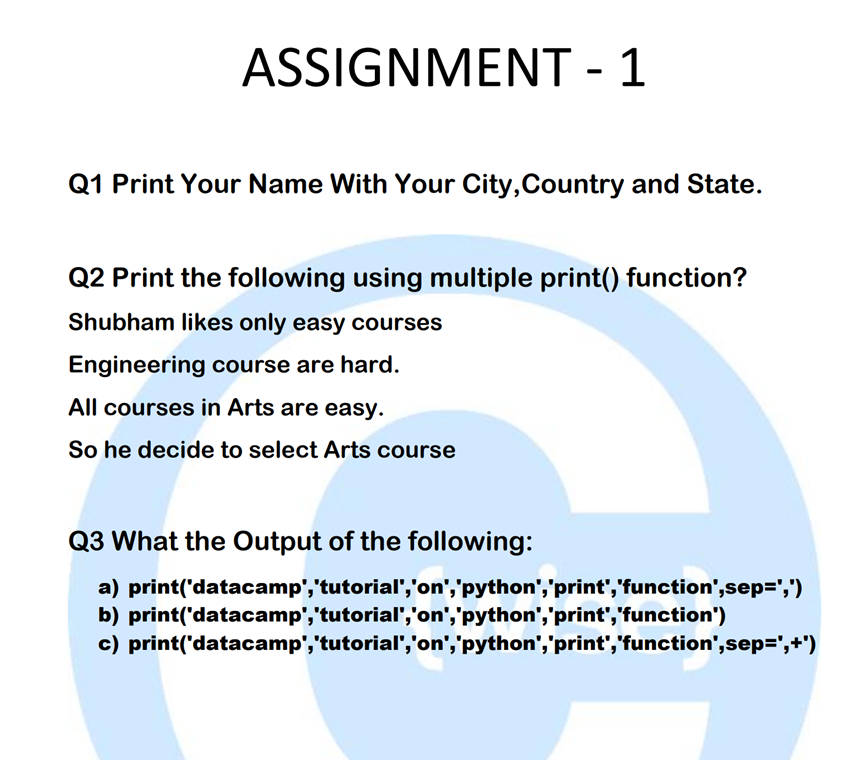 ASSIGNMENT - 1
Q1 Print Your Name With Your City,Country and State.
Q2 Print the following using multiple print() function?
Shubham likes only easy courses
Engineering course are hard.
All courses in Arts are easy.
So he decide to select Arts course
Q3 What the Output of the following:
a) print('datacamp','tutorial','on','python','print','function',sep=',')
b) print('datacamp','tutorial','on','python','print','function')
c) print('datacamp','tutorial','on','python','print','function',sep=',+')
{Wise}